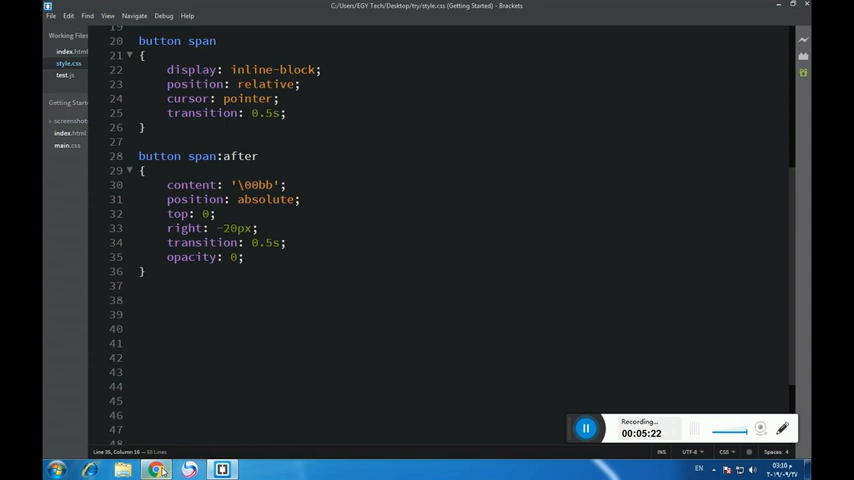 C:/Users/EGY Tech/Desktop/try/style.css (Getting Started) - Brackets
File Edit Find View Navigate Debug Help
Working Files
index.html
style.css
test.js
Getting Starte
screenshots
index.html
main.css
19
20 button span
21 {
22 display: inline-block;
23 position: relative;
24 cursor: pointer;
25 transition: 0.5s;
26 }
27
28 button span:after
29 {
30 content: '\00bb';
31 position: absolute;
32 top: 0;
33 right: -20px;
34 transition: 0.5s;
35 opacity: 0;
36 }
37
38
39
40
41
42
43
44
45
46
47
48
Recording...
00:05:22
INS UTF-8 CSS Spaces: 4
EN
03:10 م